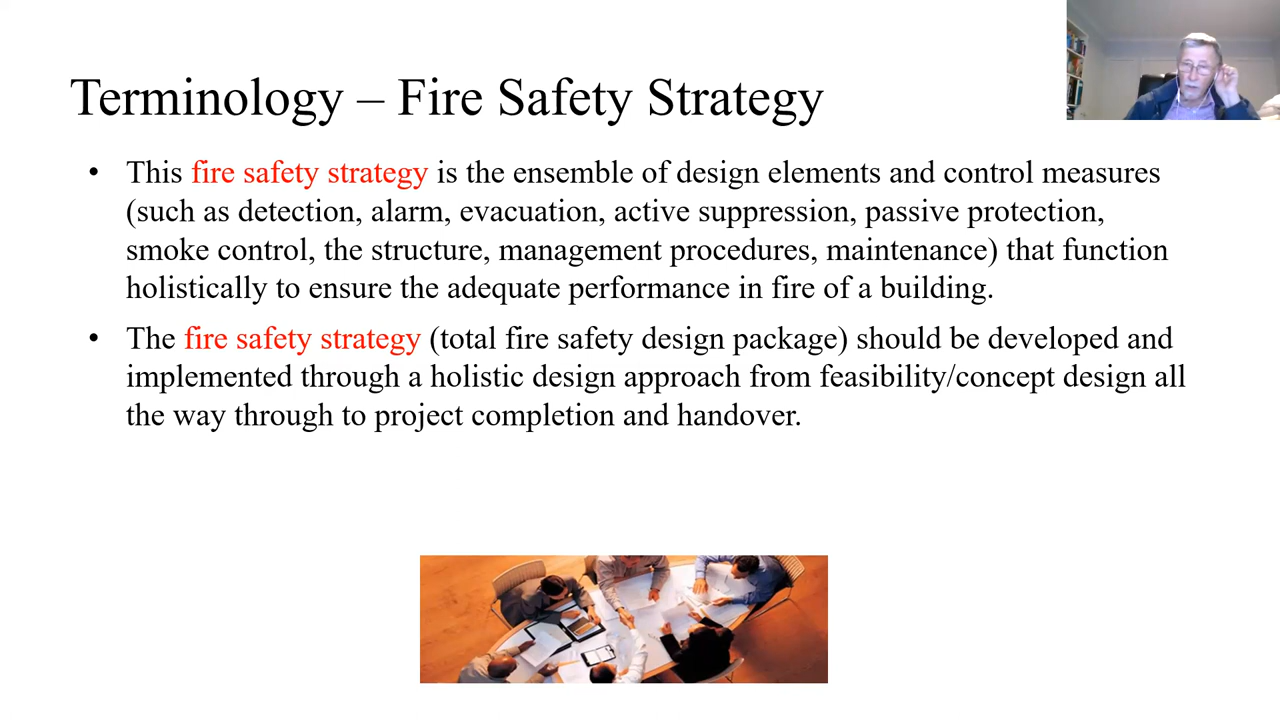 Terminology – Fire Safety Strategy
• This fire safety strategy is the ensemble of design elements and control measures
(such as detection, alarm, evacuation, active suppression, passive protection,
smoke control, the structure, management procedures, maintenance) that function
holistically to ensure the adequate performance in fire of a building.
• The fire safety strategy (total fire safety design package) should be developed and
implemented through a holistic design approach from feasibility/concept design all
the way through to project completion and handover.